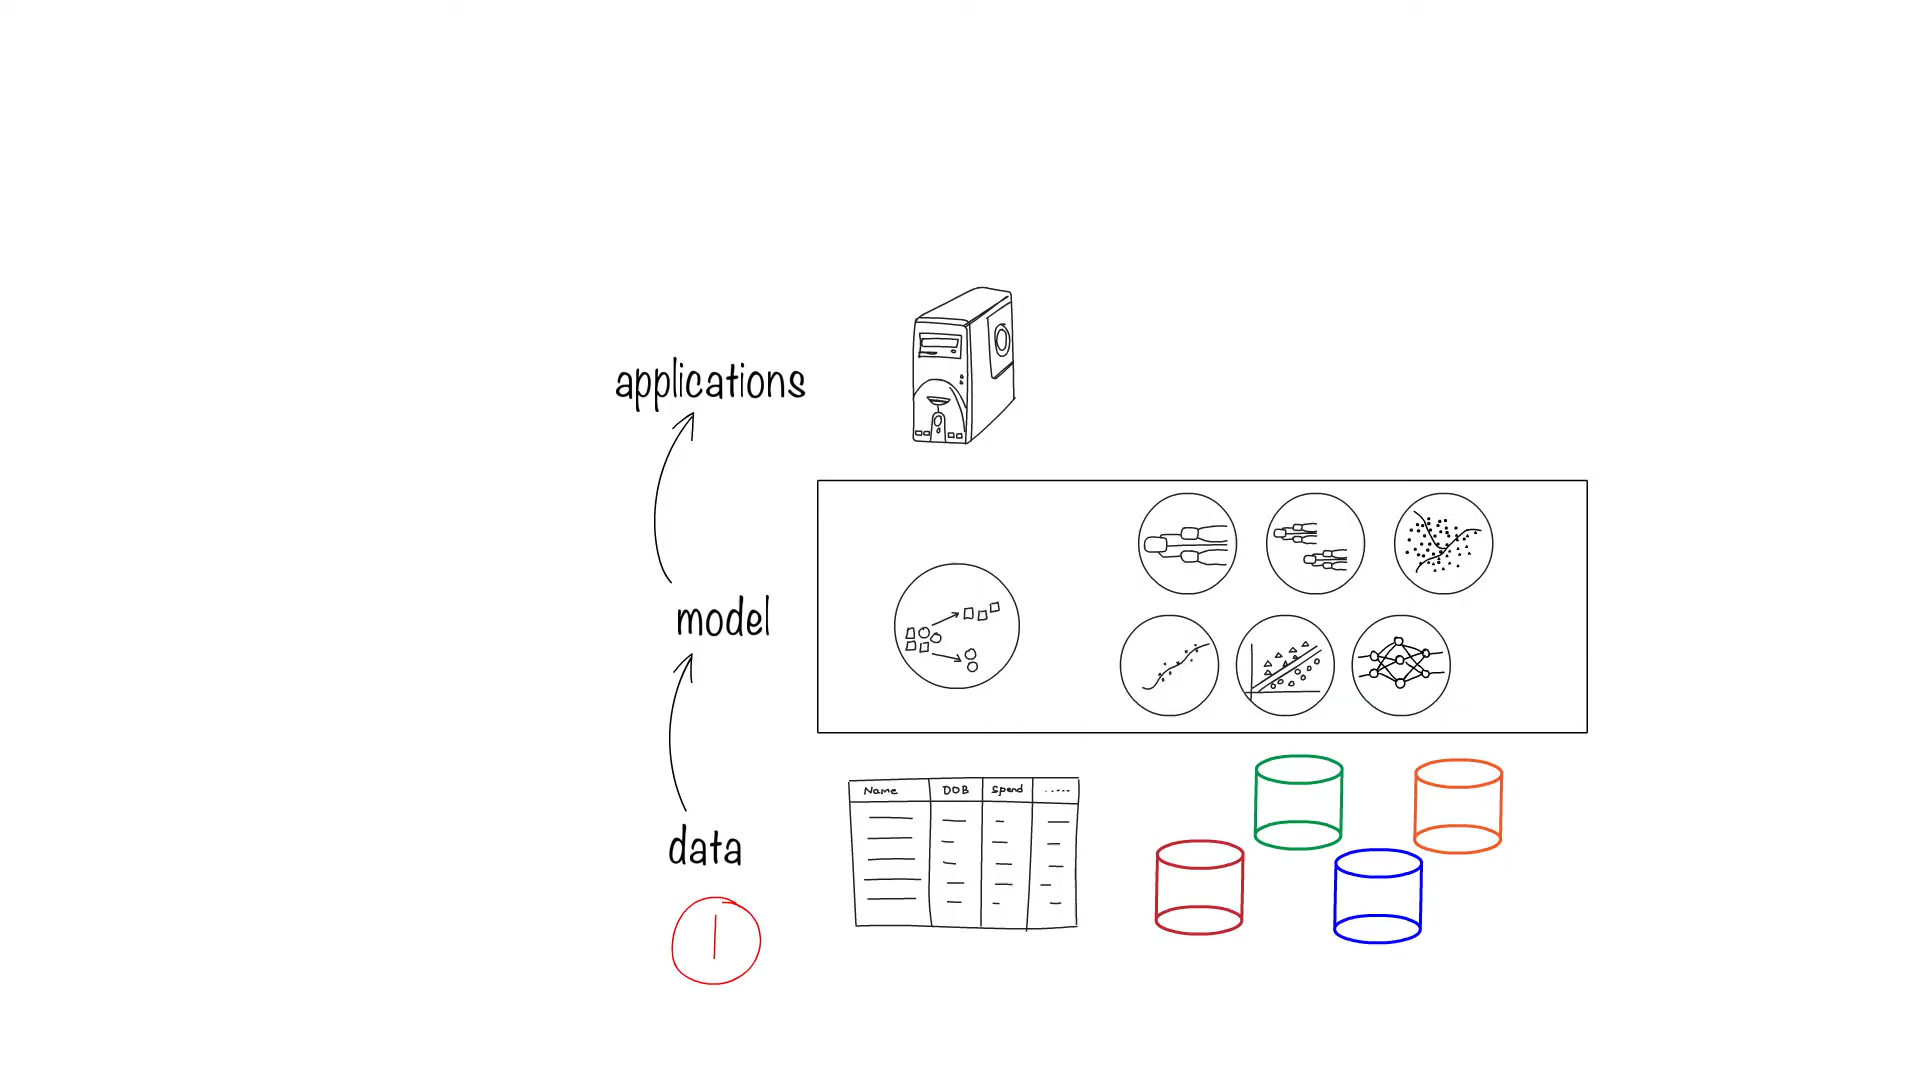 applications
model
Name DOB Spend .....
data
1